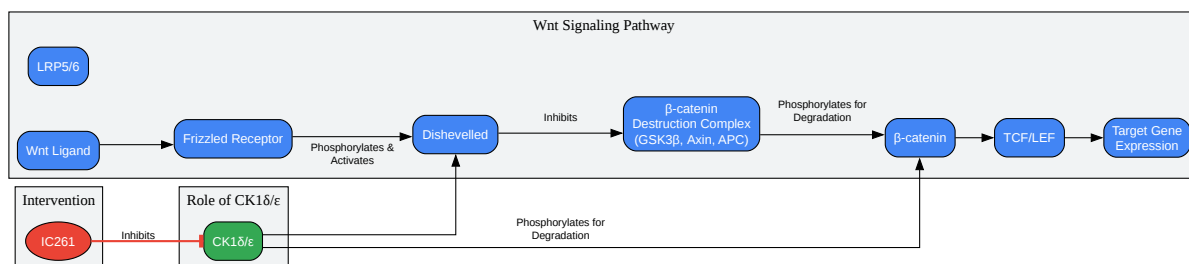 Wnt Signaling Pathway
LRP5/6
Wnt Ligand
Frizzled Receptor
Phosphorylates &
Activates
Dishevelled
Inhibits
β-catenin
Destruction Complex
(GSK3β, Axin, APC)
Phosphorylates for
Degradation
β-catenin
TCF/LEF
Target Gene
Expression
Intervention
IC261
Inhibits
Role of CK1δ/ε
CK1δ/ε
Phosphorylates for
Degradation